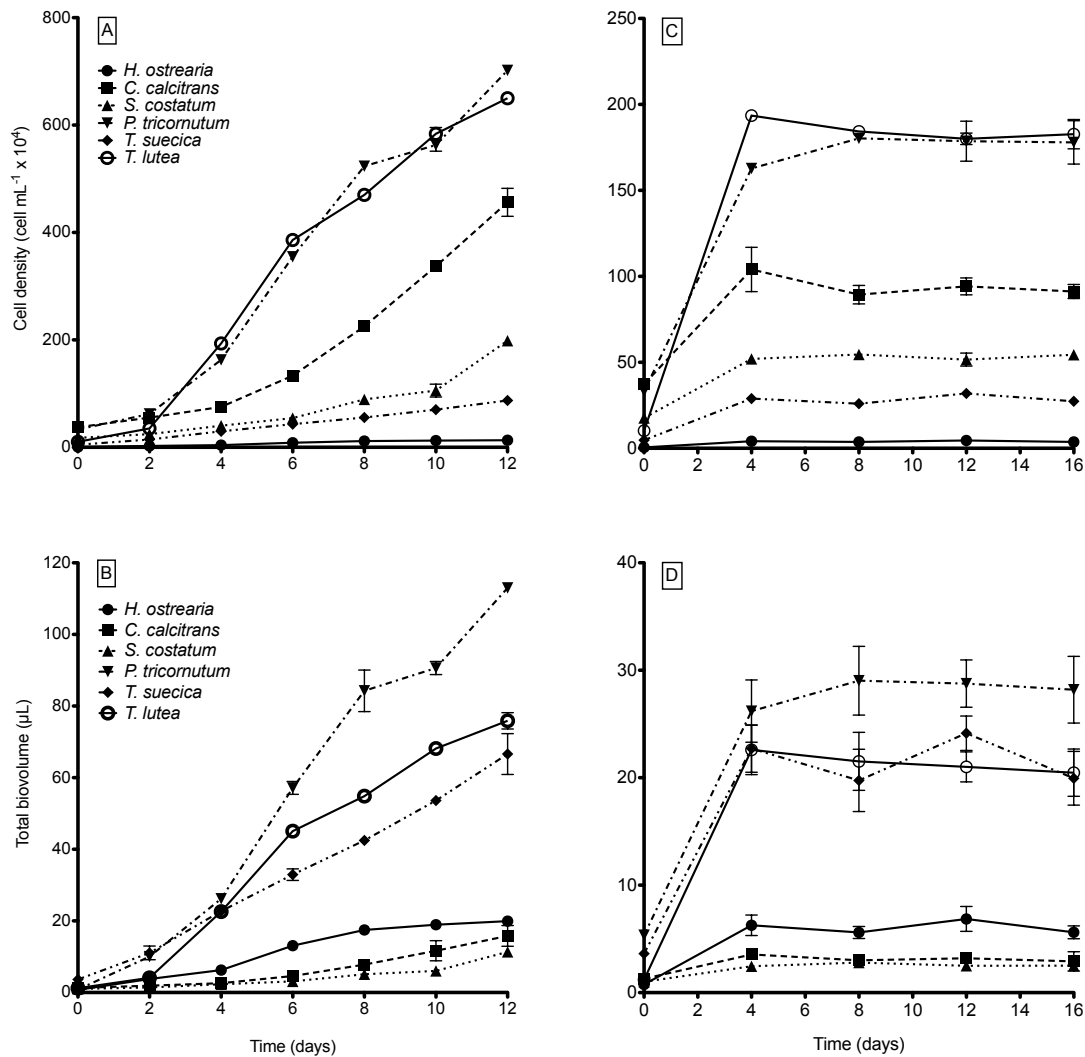 A
800
600
400
200
0
Cell density (cell mL⁻¹ x 10⁴)
H. ostrearia
C. calcitrans
S. costatum
P. tricornutum
T. suecica
T. lutea
0 2 4 6 8 10 12
C
250
200
150
100
50
0
0 2 4 6 8 10 12 14 16
B
120
100
80
60
40
20
0
Total biovolume (µL)
H. ostrearia
C. calcitrans
S. costatum
P. tricornutum
T. suecica
T. lutea
0 2 4 6 8 10 12
Time (days)
D
40
30
20
10
0
0 2 4 6 8 10 12 14 16
Time (days)